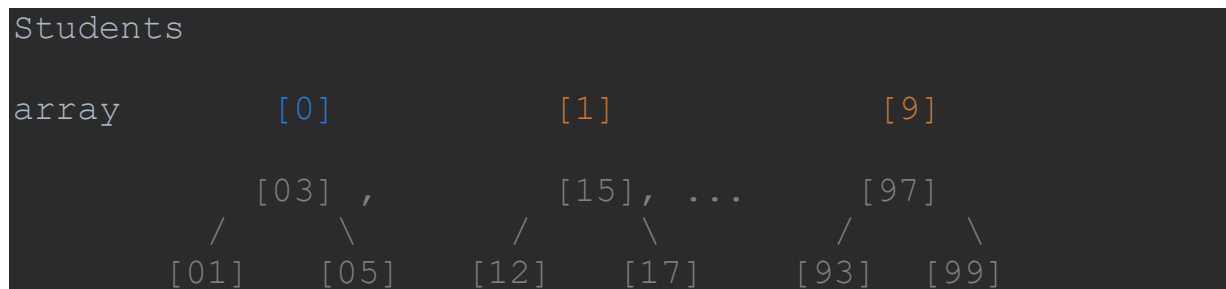 Students
array [0] [1] [9]
[03] , [15], ... [97]
/ \ / \ / \
[01] [05] [12] [17] [93] [99]